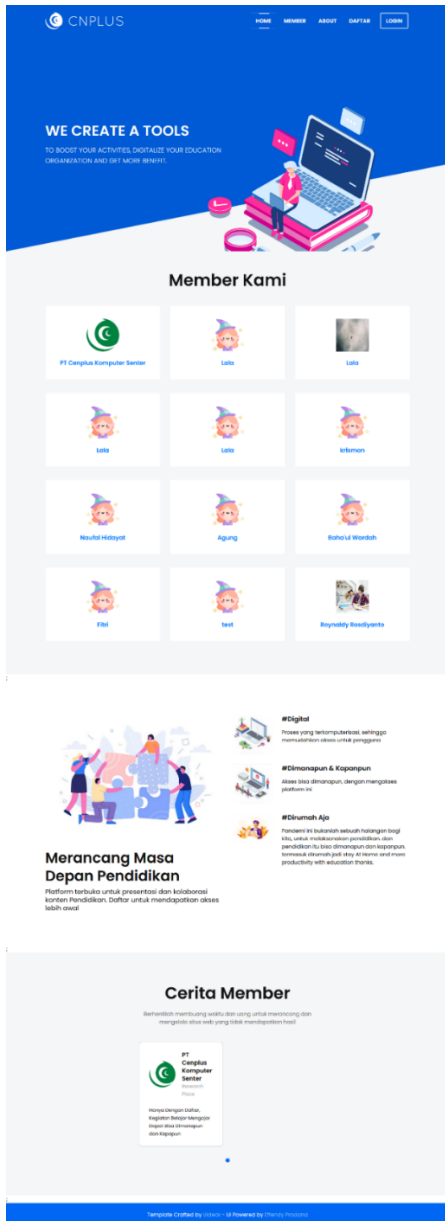 CNPLUS
HOME MEMBER ABOUT DAFTAR LOGIN
WE CREATE A TOOLS
TO BOOST YOUR ACTIVITIES, DIGITALIZE YOUR EDUCATION
ORGANIZATION AND GET MORE BENEFIT.
Member Kami
PT Cenplus Komputer Senter
Lala
Lala
Lala
Lala
krisman
Naufal Hidayat
Agung
Baha'ul Wardah
Fitri
test
Raynaldy Rosdiyanto
#Digital
Proses yang terkomputerisasi, sehingga
memudahkan akses untuk pengguna
#Dimanapun & Kapanpun
Akses bisa dimanapun, dengan mengakses
platform ini
#Dirumah Aja
Pandemi ini bukanlah sebuah halangan bagi
kita, untuk melaksanakan pendidikan. dan
pendidikan itu bisa dimanapun dan kapanpun.
termasuk dirumah jadi stay At Home and more
productivity with education thanks.
Merancang Masa
Depan Pendidikan
Platform terbuka untuk presentasi dan kolaborasi
konten Pendidikan. Daftar untuk mendapatkan akses
lebih awal
Cerita Member
Berhentilah membuang waktu dan uang untuk merancang dan
mengelola situs web yang tidak mendapatkan hasil
PT
Cenplus
Komputer
Senter
Research
Place
Hanya Dengan Daftar,
Kegiatan Belajar Mengajar
Dapat Bisa Dimanapun
dan Kapapun
Template Crafted by Uideck - UI Powered by